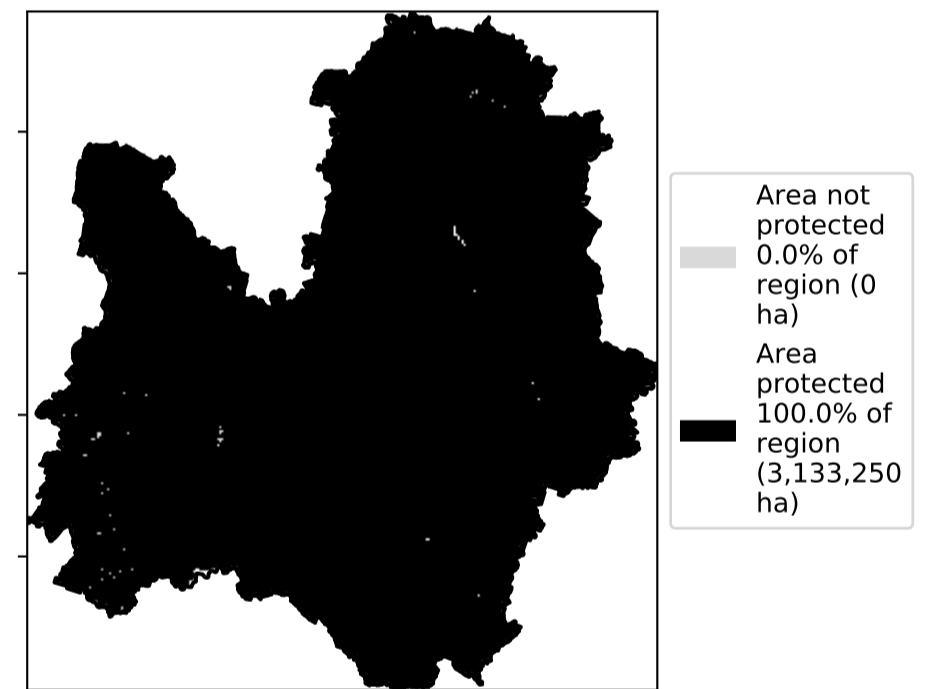 Area not
protected
0.0% of
region (0
ha)
Area
protected
100.0% of
region
(3,133,250
ha)